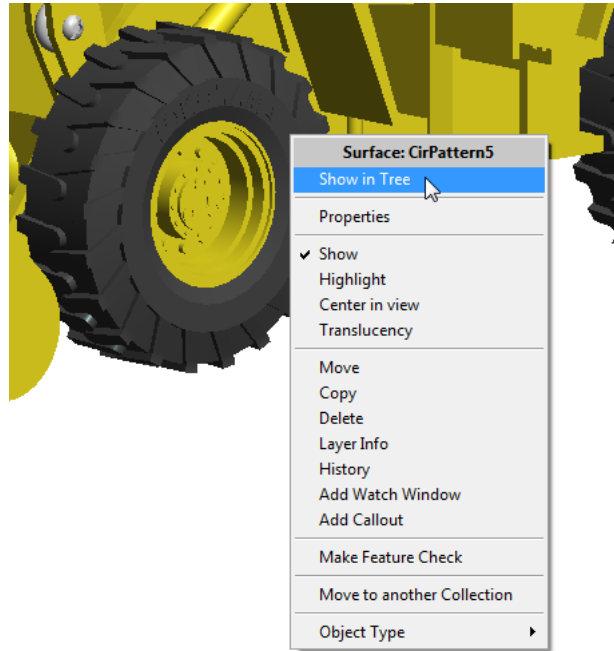 Surface: CirPattern5
Show in Tree
Properties
Show
Highlight
Center in view
Translucency
Move
Copy
Delete
Layer Info
History
Add Watch Window
Add Callout
Make Feature Check
Move to another Collection
Object Type